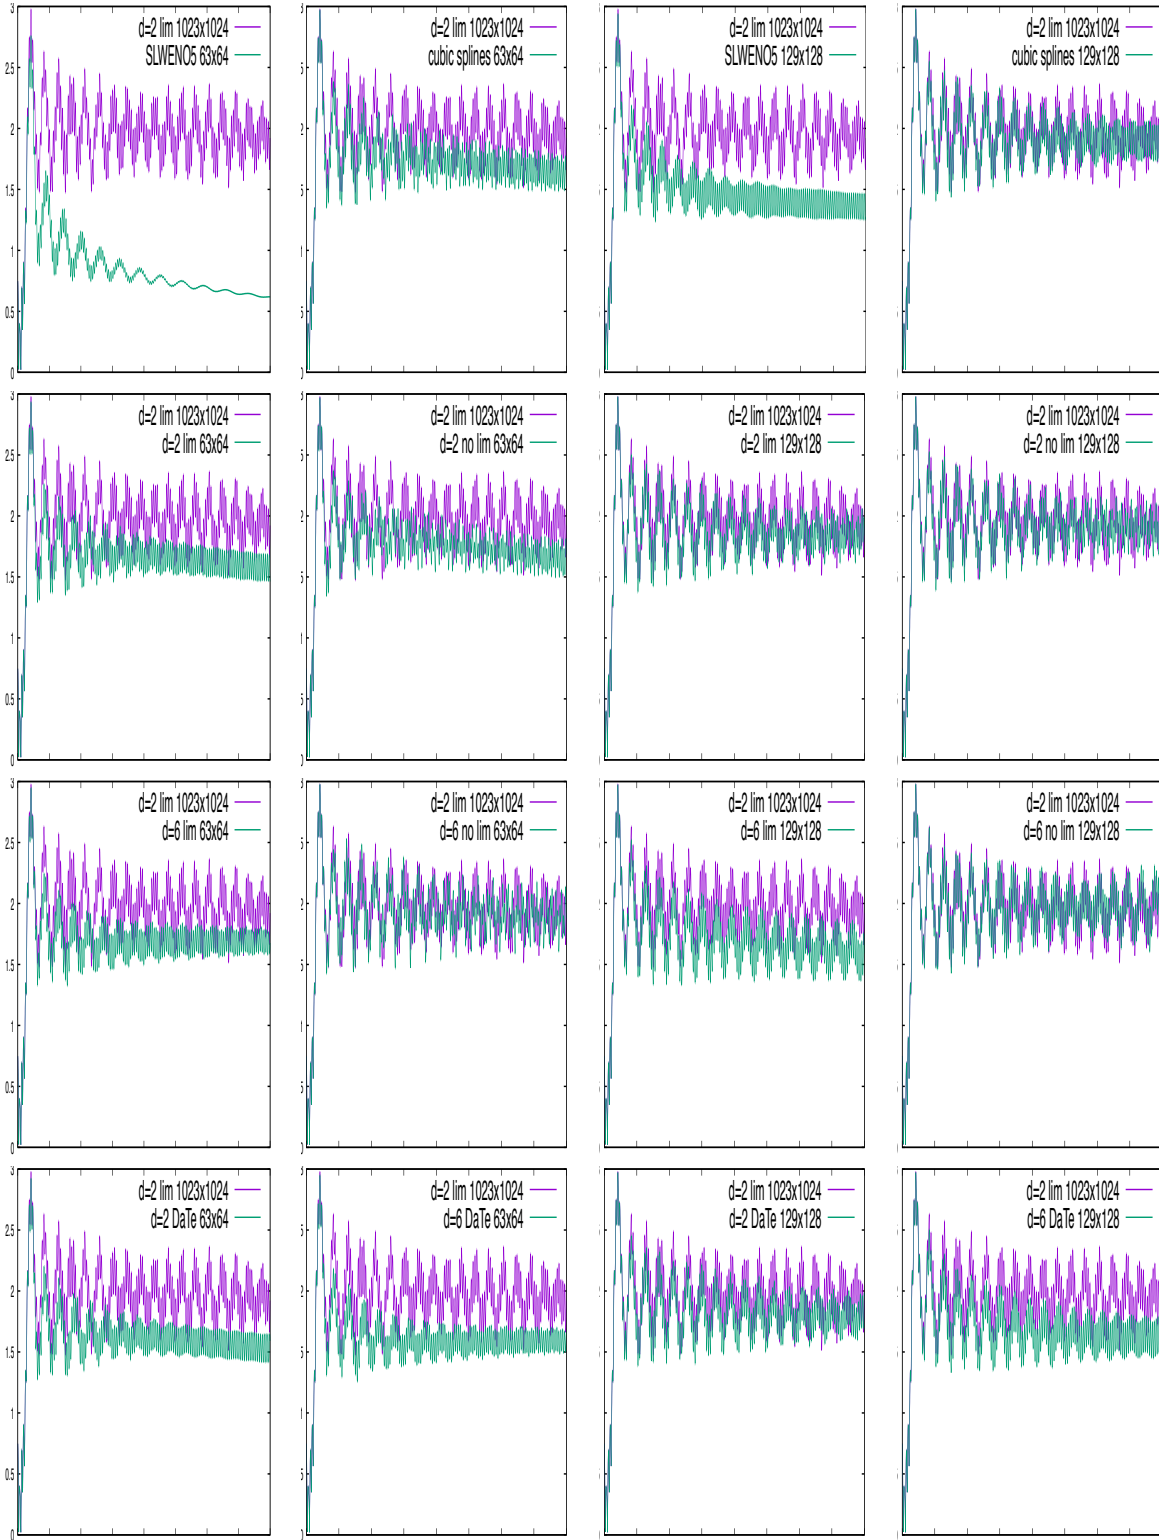 3
d=2 lim 1023x1024
SLWENO5 63x64
2.5
2
1.5
1
0.5
0
d=2 lim 1023x1024
cubic splines 63x64
d=2 lim 1023x1024
SLWENO5 129x128
d=2 lim 1023x1024
cubic splines 129x128
3
d=2 lim 1023x1024
d=2 lim 63x64
2.5
2
1.5
1
0.5
0
d=2 lim 1023x1024
d=2 no lim 63x64
d=2 lim 1023x1024
d=2 lim 129x128
d=2 lim 1023x1024
d=2 no lim 129x128
3
d=2 lim 1023x1024
d=6 lim 63x64
2.5
2
1.5
1
0.5
0
d=2 lim 1023x1024
d=6 no lim 63x64
d=2 lim 1023x1024
d=6 lim 129x128
d=2 lim 1023x1024
d=6 no lim 129x128
3
d=2 lim 1023x1024
d=2 DaTe 63x64
2.5
2
1.5
1
0.5
0
d=2 lim 1023x1024
d=6 DaTe 63x64
d=2 lim 1023x1024
d=2 DaTe 129x128
d=2 lim 1023x1024
d=6 DaTe 129x128